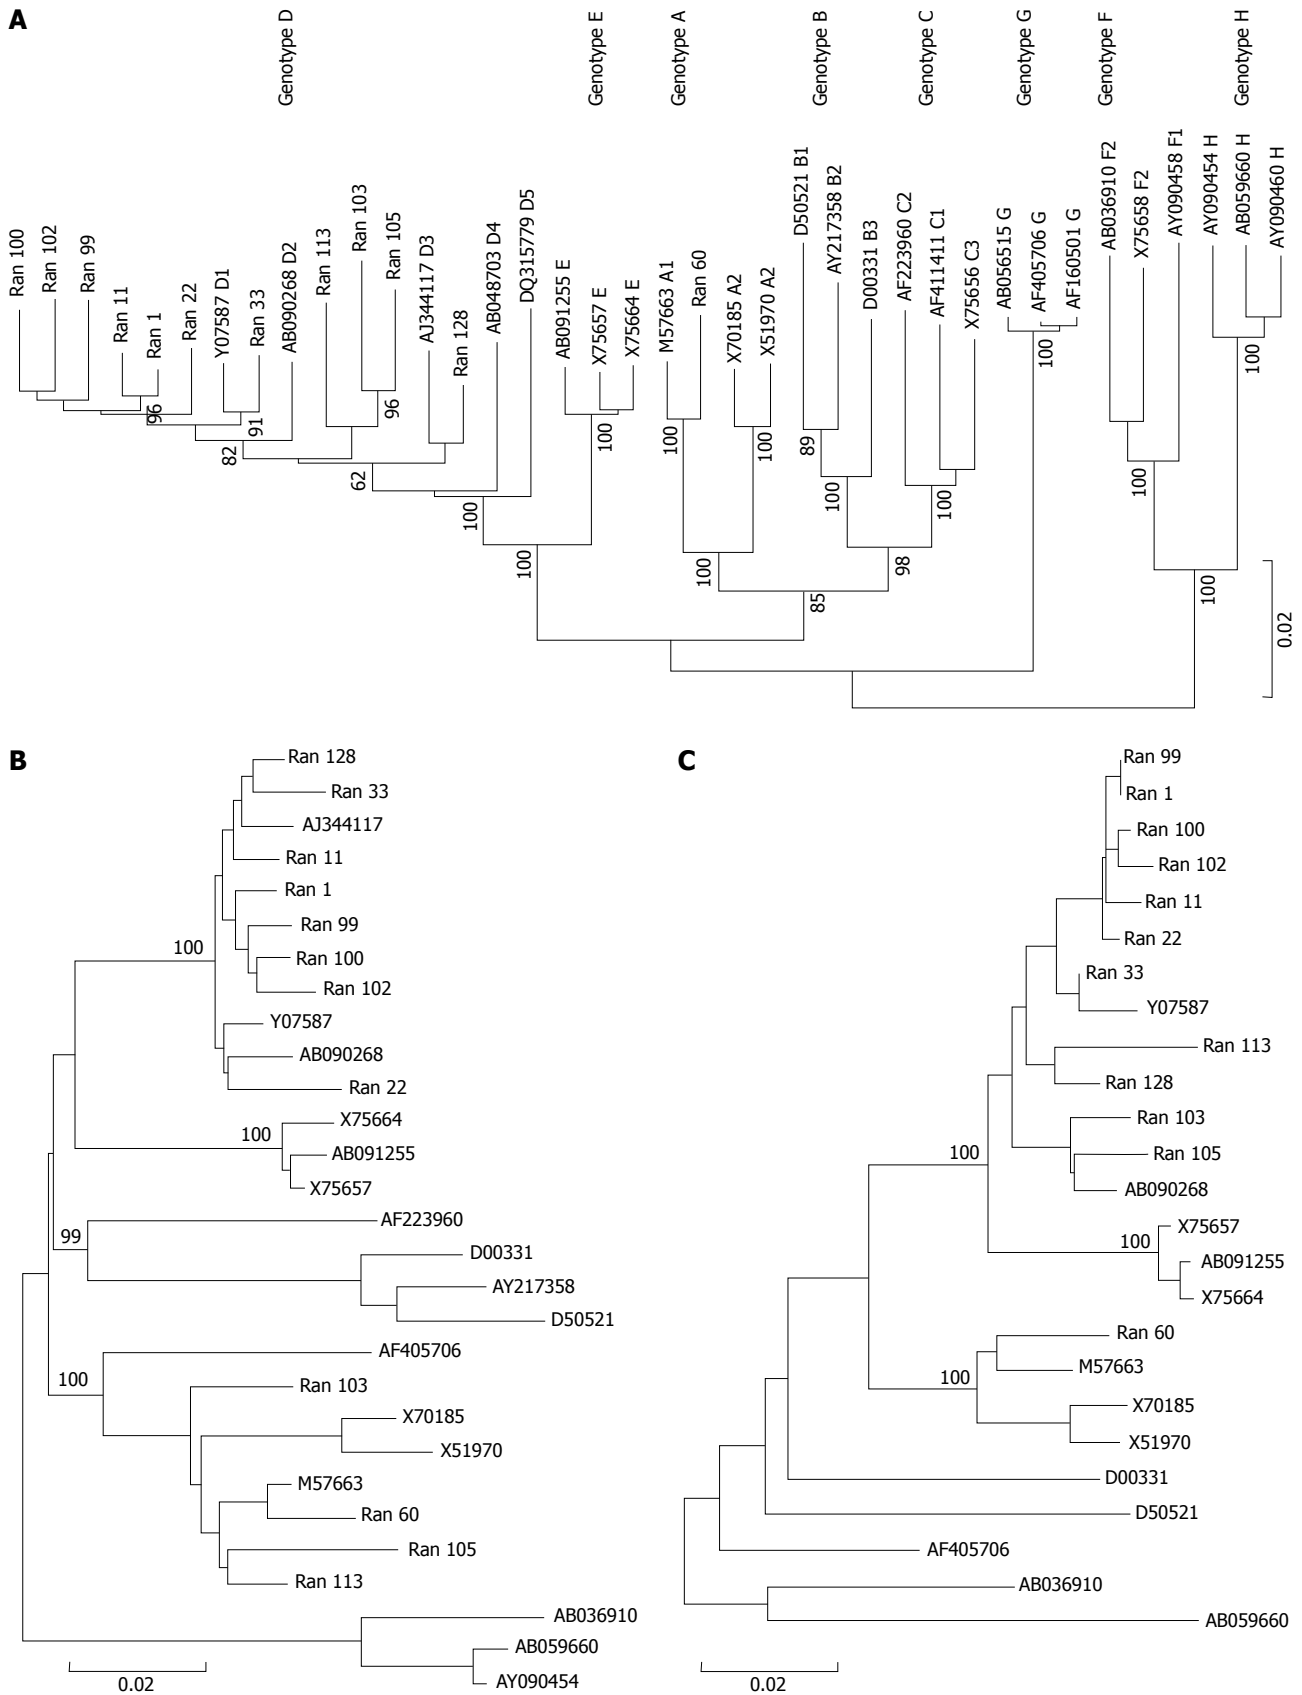 A
Genotype D
Genotype E
Genotype A
Genotype B
Genotype C
Genotype G
Genotype F
Genotype H
Ran 100
Ran 102
Ran 99
Ran 11
Ran 1
Ran 22
Y07587 D1
Ran 33
AB090268 D2
Ran 113
Ran 103
Ran 105
AJ344117 D3
Ran 128
AB048703 D4
DQ315779 D5
AB091255 E
X75657 E
X75664 E
M57663 A1
Ran 60
X70185 A2
X51970 A2
D50521 B1
AY217358 B2
D00331 B3
AF223960 C2
AF411411 C1
X75656 C3
AB056515 G
AF405706 G
AF160501 G
AB036910 F2
X75658 F2
AY090458 F1
AY090454 H
AB059660 H
AY090460 H
96
91
82
96
62
100
100
100
100
100
100
89
100
100
98
85
100
100
100
100
0.02
B
Ran 128
Ran 33
AJ344117
Ran 11
Ran 1
Ran 99
100
Ran 100
Ran 102
Y07587
AB090268
Ran 22
X75664
100
AB091255
X75657
AF223960
99
D00331
AY217358
D50521
AF405706
100
Ran 103
X70185
X51970
M57663
Ran 60
Ran 105
Ran 113
AB036910
AB059660
AY090454
0.02
C
Ran 99
Ran 1
Ran 100
Ran 102
Ran 11
Ran 22
Ran 33
Y07587
Ran 113
Ran 128
Ran 103
Ran 105
100
AB090268
X75657
100
AB091255
X75664
Ran 60
M57663
100
X70185
X51970
D00331
D50521
AF405706
AB036910
AB059660
0.02